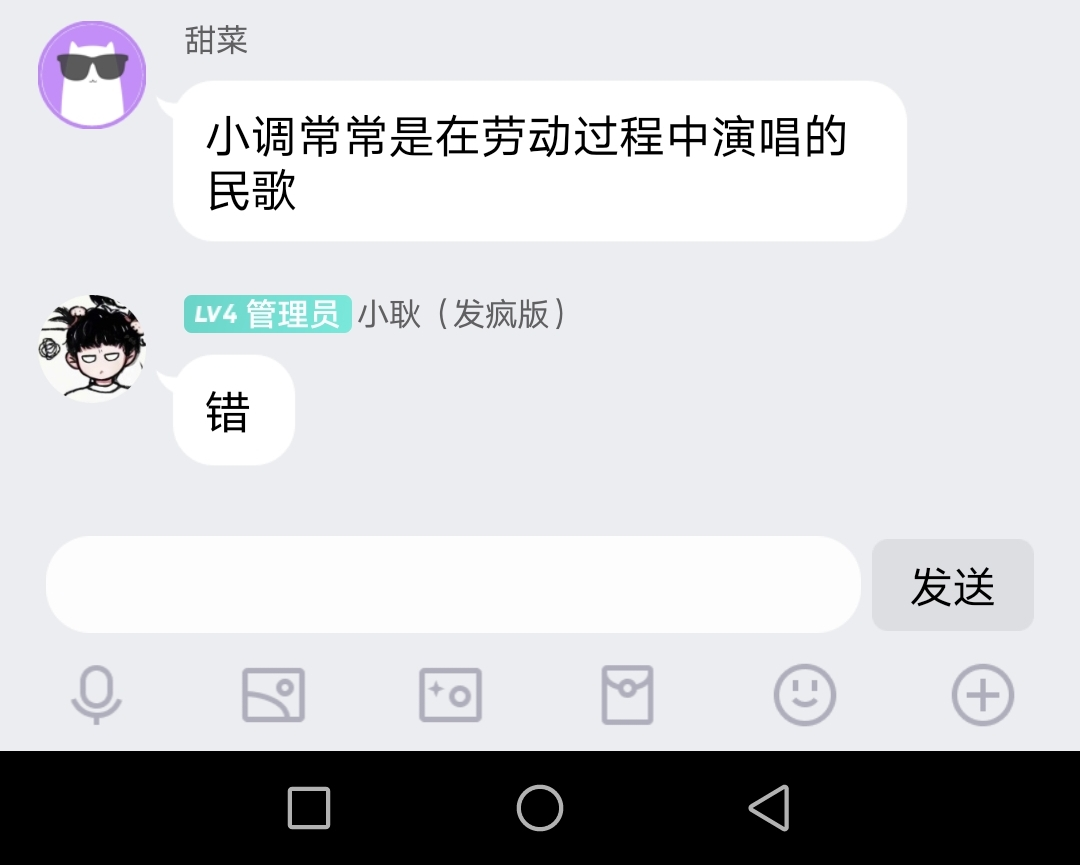 甜菜
小调常常是在劳动过程中演唱的
民歌
LV4 管理员 小耿（发疯版）
错
发送